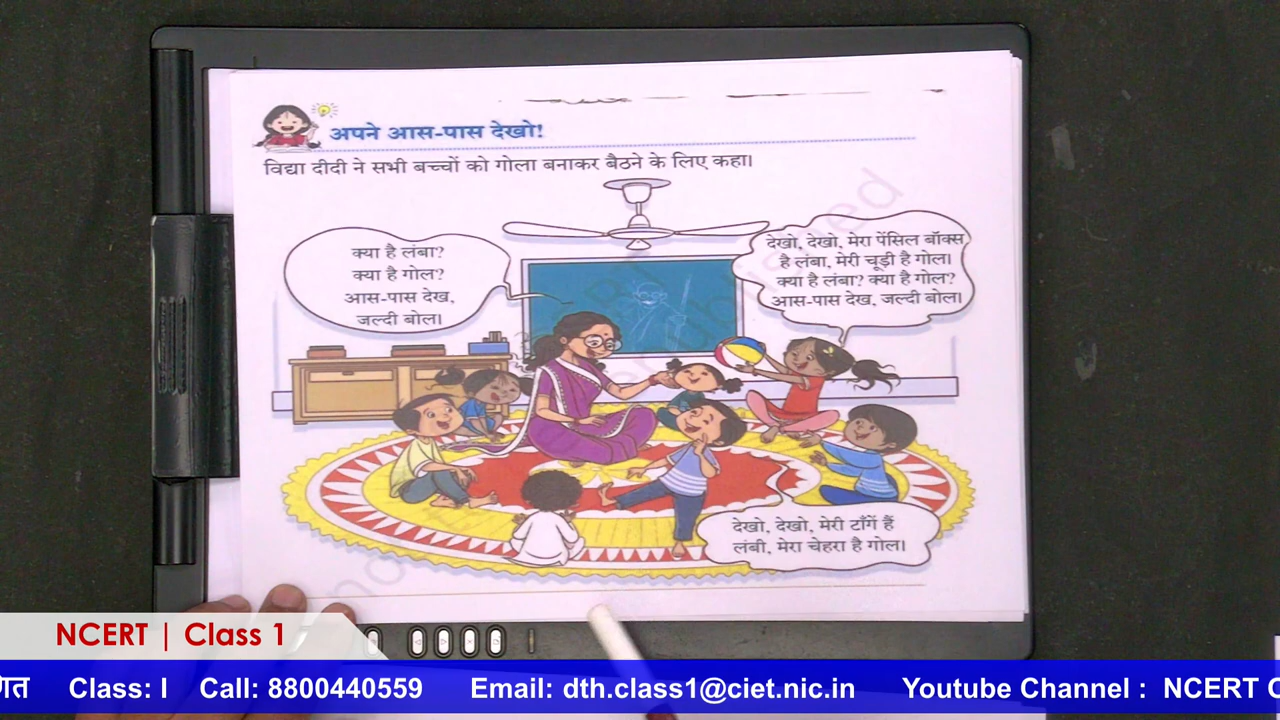 अपने आस-पास देखो!
विद्या दीदी ने सभी बच्चों को गोला बनाकर बैठने के लिए कहा।
क्या है लंबा?
क्या है गोल?
आस-पास देख,
जल्दी बोल।
देखो, देखो, मेरा पेंसिल बॉक्स
है लंबा, मेरी चूड़ी है गोल।
क्या है लंबा? क्या है गोल?
आस-पास देख, जल्दी बोल।
देखो, देखो, मेरी टाँगें हैं
लंबी, मेरा चेहरा है गोल।
NCERT | Class 1
Class: I Call: 8800440559 Email: dth.class1@ciet.nic.in Youtube Channel : NCERT